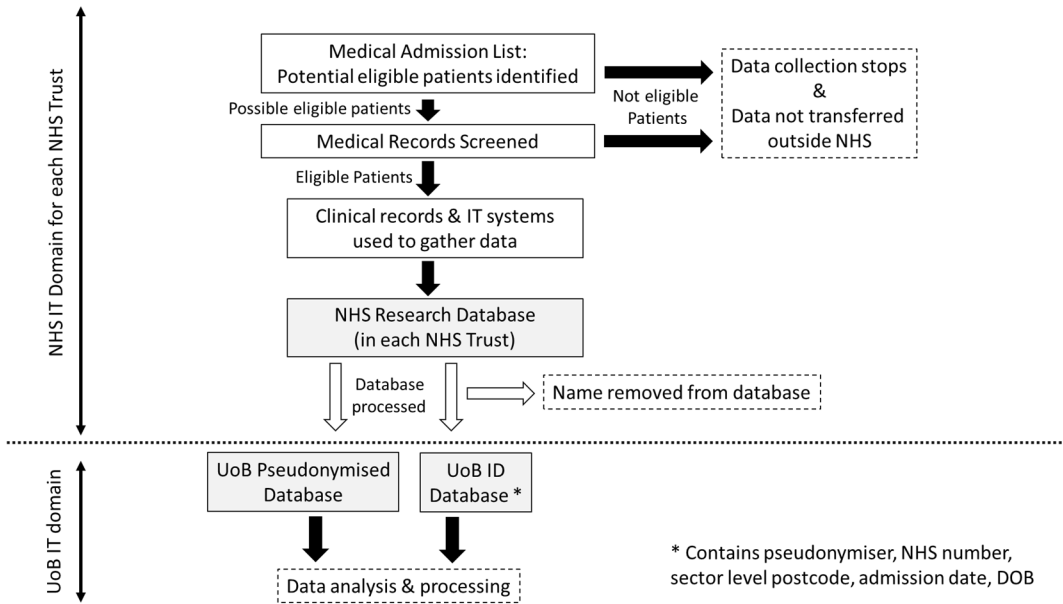 NHS IT Domain for each NHS Trust
Medical Admission List:
Potential eligible patients identified
Data collection stops
&
Data not transferred
outside NHS
Not eligible
Patients
Possible eligible patients
Medical Records Screened
Eligible Patients
Clinical records & IT systems
used to gather data
NHS Research Database
(in each NHS Trust)
Database
processed
Name removed from database
UoB IT domain
UoB Pseudonymised
Database
UoB ID
Database *
Data analysis & processing
* Contains pseudonymiser, NHS number,
sector level postcode, admission date, DOB